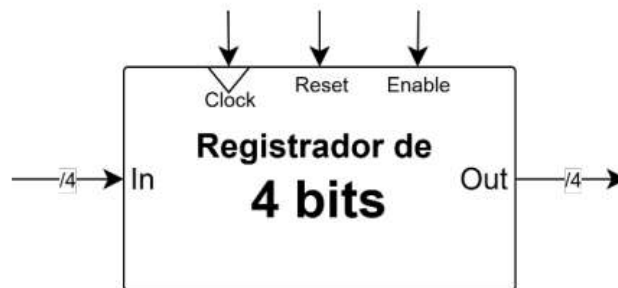 Clock Reset Enable
Registrador de
/4 In 4 bits Out /4